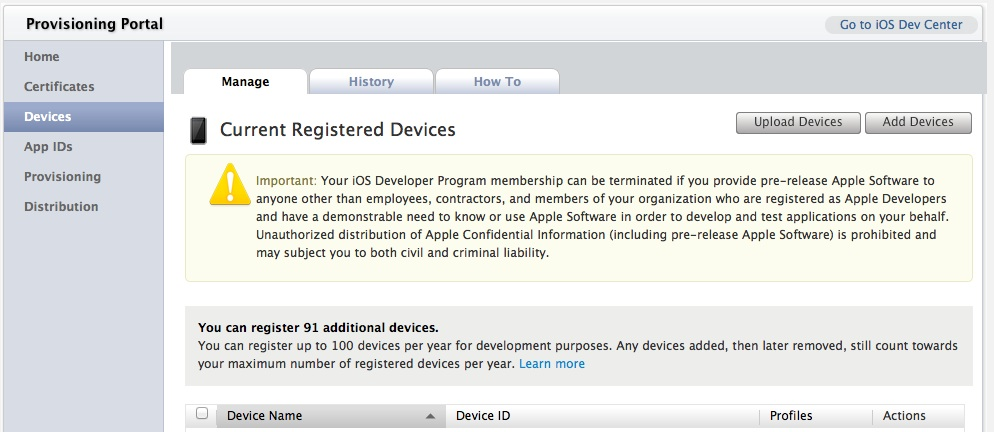 Provisioning Portal
Go to iOS Dev Center
Home
Certificates
Devices
App IDs
Provisioning
Distribution
Manage
History
How To
Current Registered Devices
Upload Devices
Add Devices
Important: Your iOS Developer Program membership can be terminated if you provide pre-release Apple Software to
anyone other than employees, contractors, and members of your organization who are registered as Apple Developers
and have a demonstrable need to know or use Apple Software in order to develop and test applications on your behalf.
Unauthorized distribution of Apple Confidential Information (including pre-release Apple Software) is prohibited and
may subject you to both civil and criminal liability.
You can register 91 additional devices.
You can register up to 100 devices per year for development purposes. Any devices added, then later removed, still count towards
your maximum number of registered devices per year. Learn more
Device Name
Device ID
Profiles
Actions